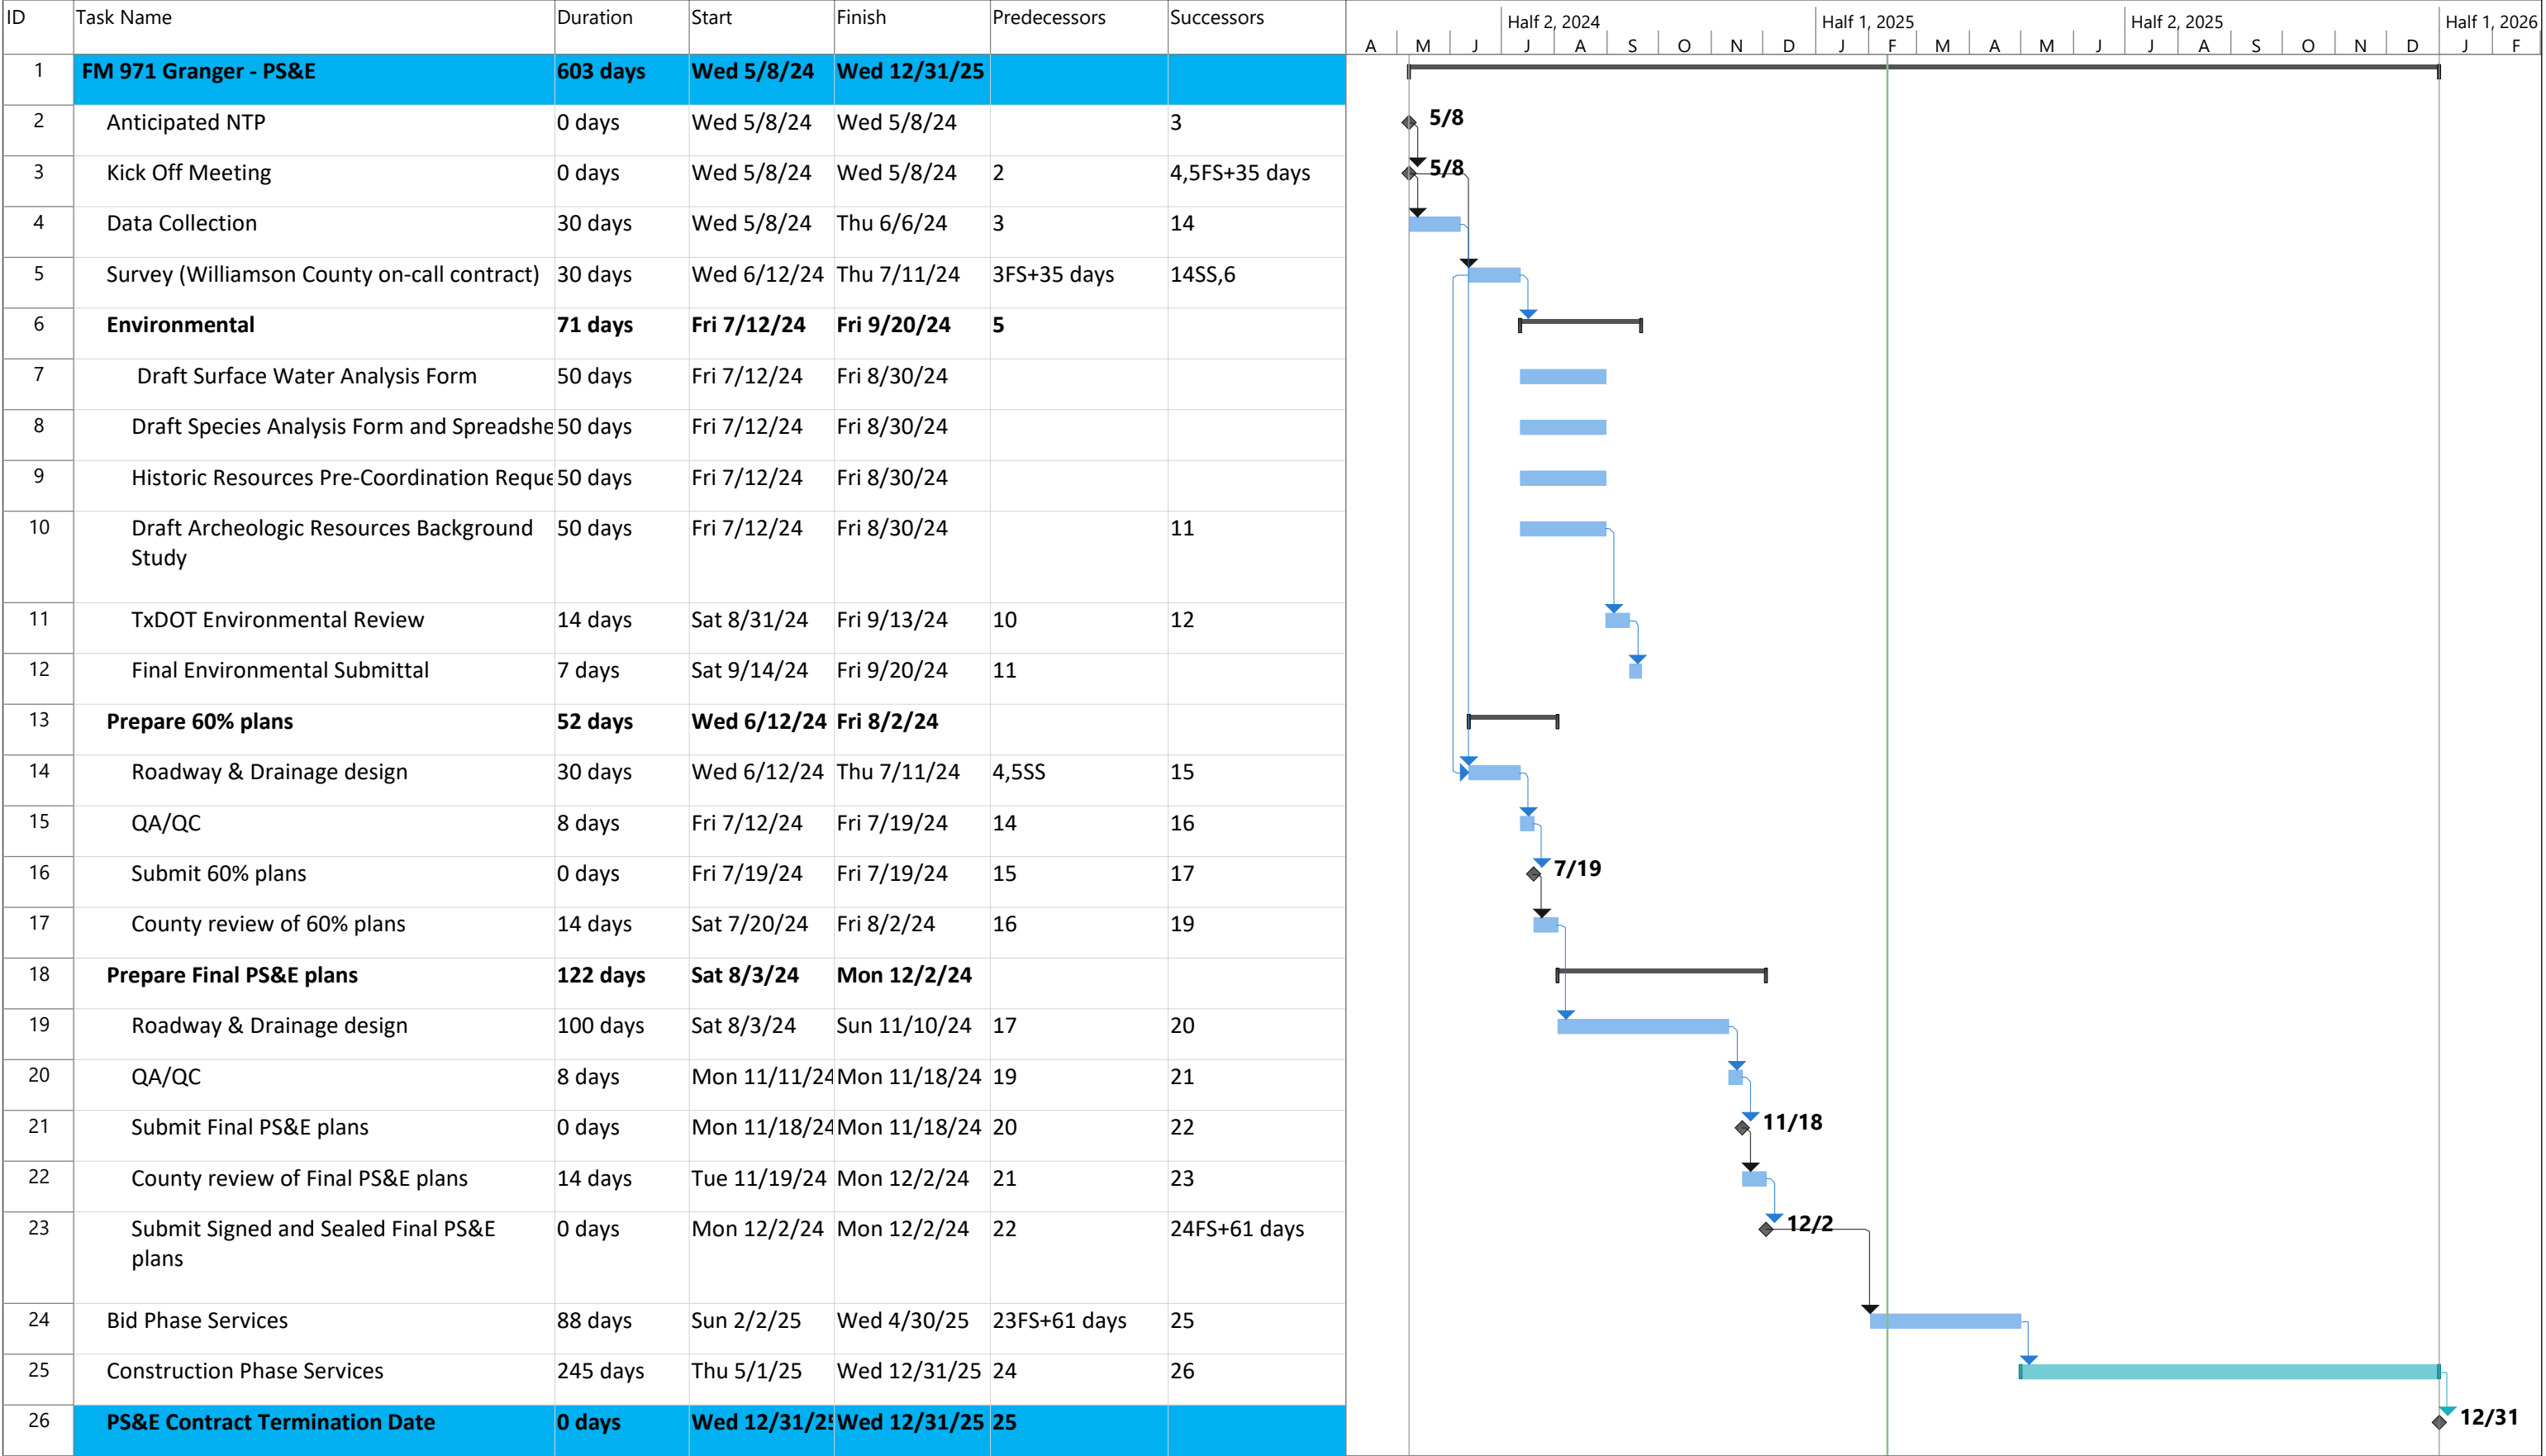 ID Task Name Duration Start Finish Predecessors Successors
Half 2, 2024 Half 1, 2025 Half 2, 2025 Half 1, 2026
A M J J A S O N D J F M A M J J A S O N D J F
1 FM 971 Granger - PS&E 603 days Wed 5/8/24 Wed 12/31/25
2 Anticipated NTP 0 days Wed 5/8/24 Wed 5/8/24 3 5/8
3 Kick Off Meeting 0 days Wed 5/8/24 Wed 5/8/24 2 4,5FS+35 days 5/8
4 Data Collection 30 days Wed 5/8/24 Thu 6/6/24 3 14
5 Survey (Williamson County on-call contract) 30 days Wed 6/12/24 Thu 7/11/24 3FS+35 days 14SS,6
6 Environmental 71 days Fri 7/12/24 Fri 9/20/24 5
7 Draft Surface Water Analysis Form 50 days Fri 7/12/24 Fri 8/30/24
8 Draft Species Analysis Form and Spreadshe 50 days Fri 7/12/24 Fri 8/30/24
9 Historic Resources Pre-Coordination Reque 50 days Fri 7/12/24 Fri 8/30/24
10 Draft Archeologic Resources Background 50 days Fri 7/12/24 Fri 8/30/24 11
Study
11 TxDOT Environmental Review 14 days Sat 8/31/24 Fri 9/13/24 10 12
12 Final Environmental Submittal 7 days Sat 9/14/24 Fri 9/20/24 11
13 Prepare 60% plans 52 days Wed 6/12/24 Fri 8/2/24
14 Roadway & Drainage design 30 days Wed 6/12/24 Thu 7/11/24 4,5SS 15
15 QA/QC 8 days Fri 7/12/24 Fri 7/19/24 14 16
16 Submit 60% plans 0 days Fri 7/19/24 Fri 7/19/24 15 17 7/19
17 County review of 60% plans 14 days Sat 7/20/24 Fri 8/2/24 16 19
18 Prepare Final PS&E plans 122 days Sat 8/3/24 Mon 12/2/24
19 Roadway & Drainage design 100 days Sat 8/3/24 Sun 11/10/24 17 20
20 QA/QC 8 days Mon 11/11/24 Mon 11/18/24 19 21
21 Submit Final PS&E plans 0 days Mon 11/18/24 Mon 11/18/24 20 22 11/18
22 County review of Final PS&E plans 14 days Tue 11/19/24 Mon 12/2/24 21 23
23 Submit Signed and Sealed Final PS&E 0 days Mon 12/2/24 Mon 12/2/24 22 24FS+61 days 12/2
plans
24 Bid Phase Services 88 days Sun 2/2/25 Wed 4/30/25 23FS+61 days 25
25 Construction Phase Services 245 days Thu 5/1/25 Wed 12/31/25 24 26
26 PS&E Contract Termination Date 0 days Wed 12/31/25 Wed 12/31/25 25 12/31